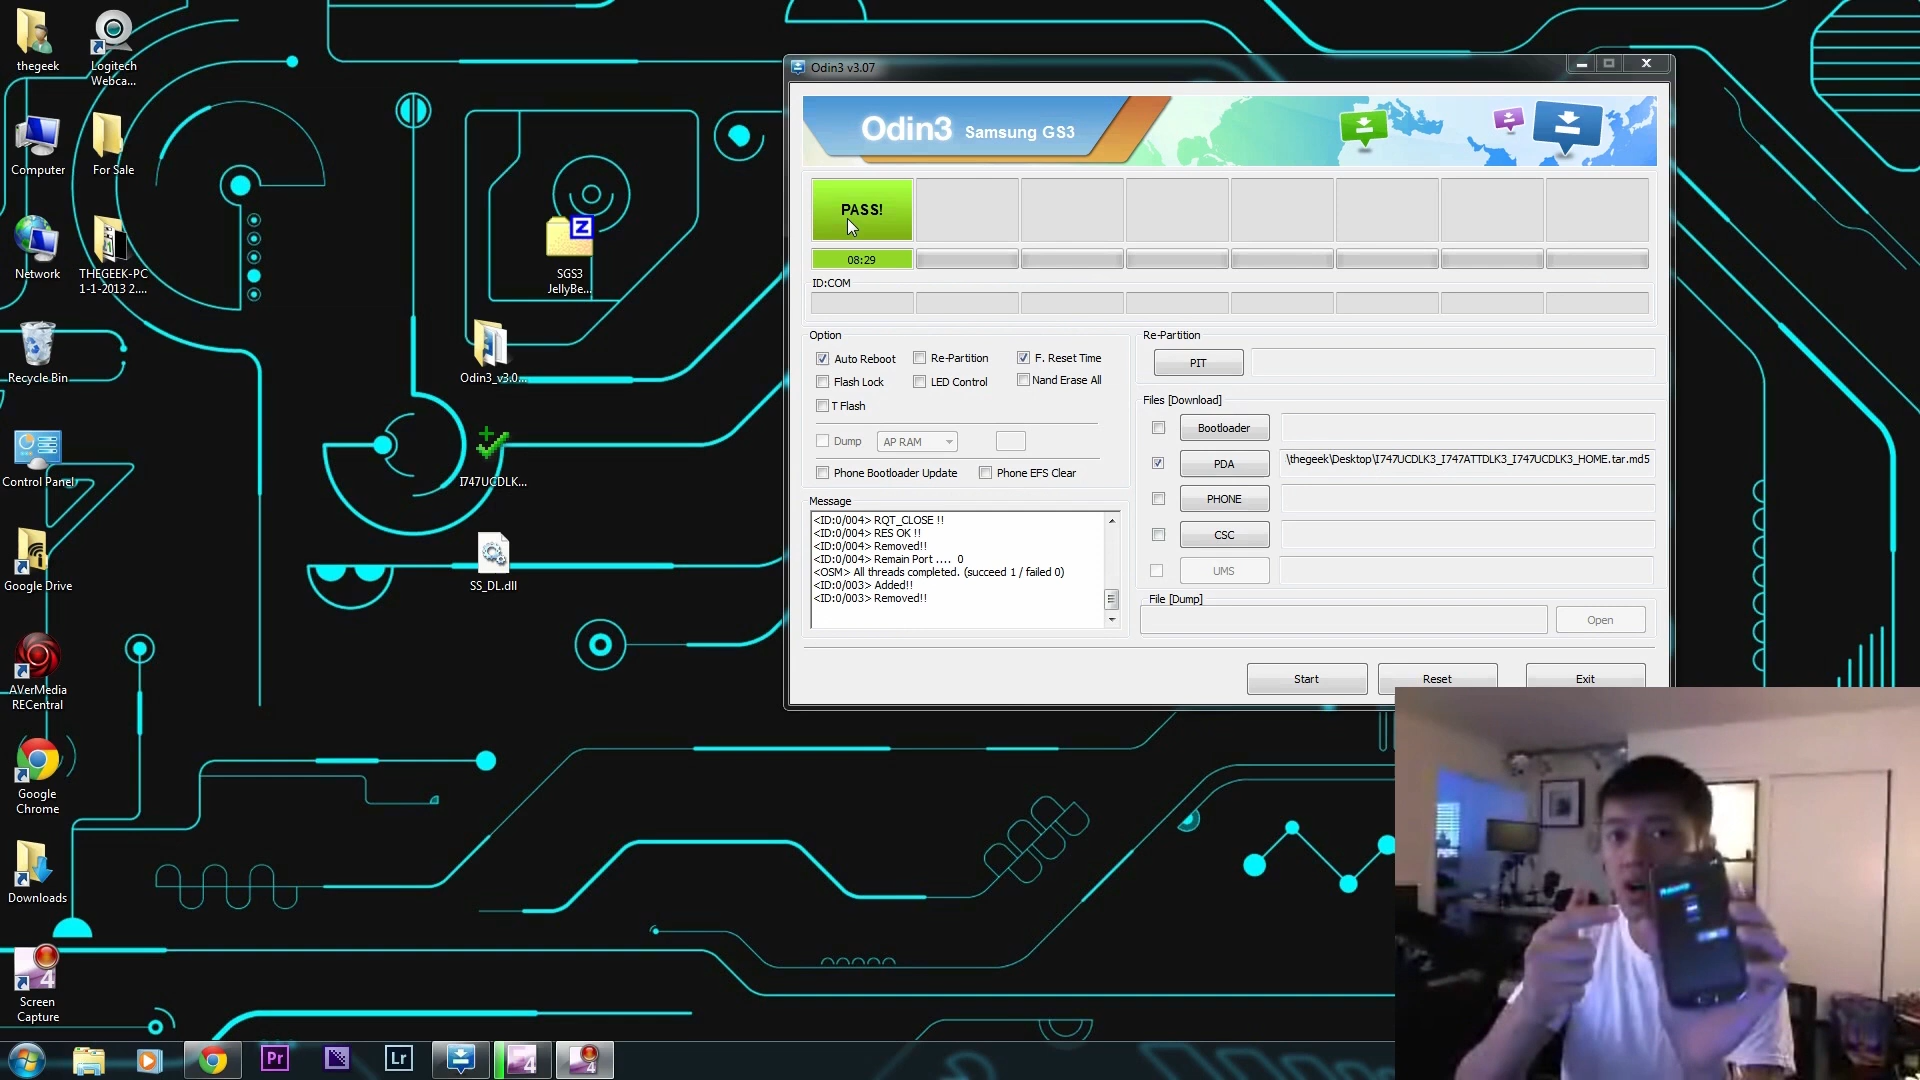 thegeek
Logitech
Webca...
Computer
For Sale
Network
THEGEEK-PC
1-1-2013 2....
SGS3
JellyBe...
Recycle Bin
Odin3_v3.0...
Control Panel
I747UCDLK...
Google Drive
SS_DL.dll
AVerMedia
RECentral
Google
Chrome
Downloads
4
Screen
Capture
Pr
Lr
4
4
Odin3 v3.07
Odin3 Samsung GS3
PASS!
08:29
ID:COM
Option
Auto Reboot
Re-Partition
F. Reset Time
Flash Lock
LED Control
Nand Erase All
T Flash
Dump
AP RAM
Phone Bootloader Update
Phone EFS Clear
Message
<ID:0/004> RQT_CLOSE !!
<ID:0/004> RES OK !!
<ID:0/004> Removed!!
<ID:0/004> Remain Port .... 0
<OSM> All threads completed. (succeed 1 / failed 0)
<ID:0/003> Added!!
<ID:0/003> Removed!!
Re-Partition
PIT
Files [Download]
Bootloader
PDA
\thegeek\Desktop\I747UCDLK3_I747ATTDLK3_I747UCDLK3_HOME.tar.md5
PHONE
CSC
UMS
File [Dump]
Open
Start
Reset
Exit